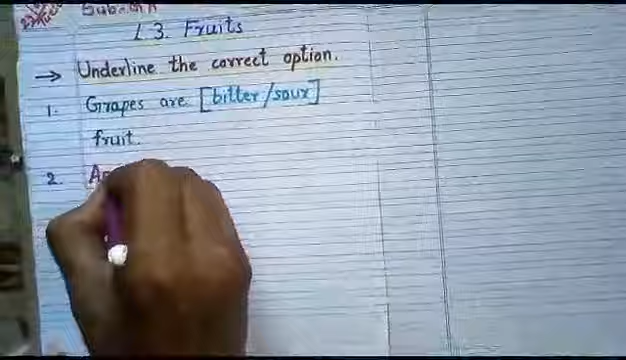 L 3. Fruits
→ Underline the correct option.
1. Grapes are [bitter/sour]
fruit.
2.